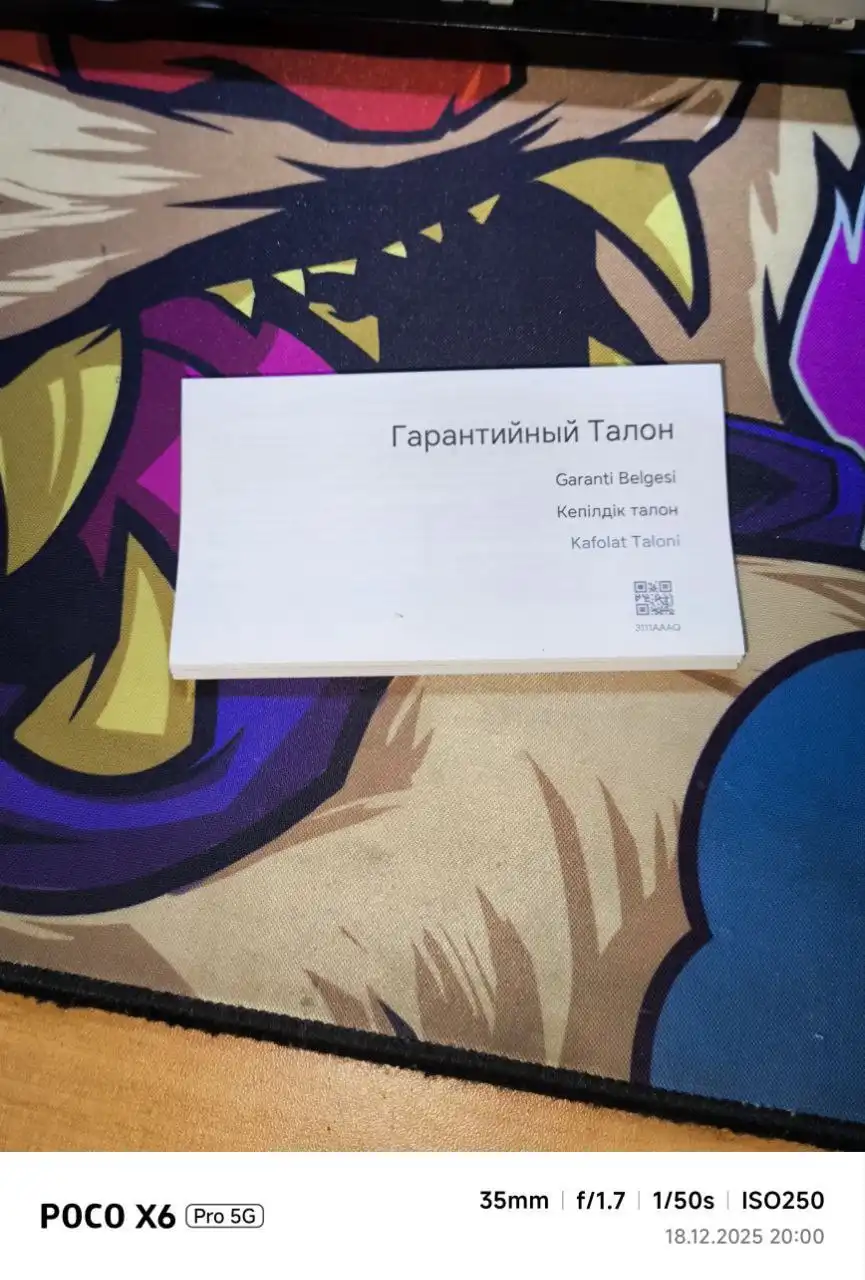 Гарантийный Талон
Garanti Belgesi
Кепілдік талон
Kafolat Taloni
3111AAAQ
POCO X6 Pro 5G
35mm | f/1.7 | 1/50s | ISO250
18.12.2025 20:00